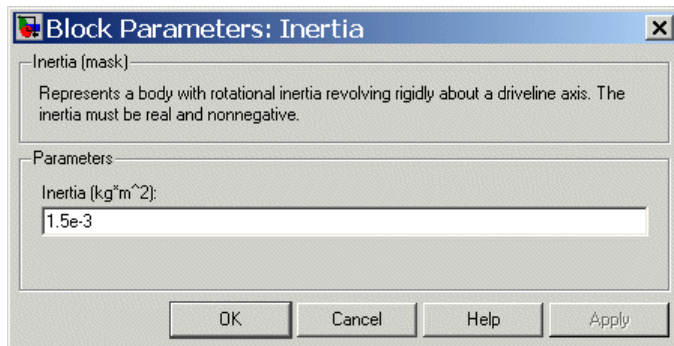 Block Parameters: Inertia
Inertia (mask)
Represents a body with rotational inertia revolving rigidly about a driveline axis. The
inertia must be real and nonnegative.
Parameters
Inertia (kg*m^2):
1.5e-3
OK Cancel Help Apply